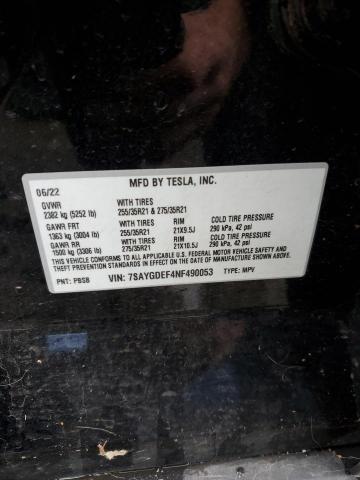 MFD BY TESLA, INC.
06/22
GVWR WITH TIRES
2382 kg (5252 lb) 255/35R21 & 275/35R21
GAWR FRT WITH TIRES RIM COLD TIRE PRESSURE
1363 kg (3004 lb) 255/35R21 21X9.5J 290 kPA, 42 psi
GAWR RR WITH TIRES RIM COLD TIRE PRESSURE
1500 kg (3306 lb) 275/35R21 21X10.5J 290 kPA, 42 psi
THIS VEHICLE CONFORMS TO ALL APPLICABLE U.S. FEDERAL MOTOR VEHICLE SAFETY AND
THEFT PREVENTION STANDARDS IN EFFECT ON THE DATE OF MANUFACTURE SHOWN ABOVE.
PNT: PBSB VIN: 7SAYGDEF4NF490053 TYPE: MPV